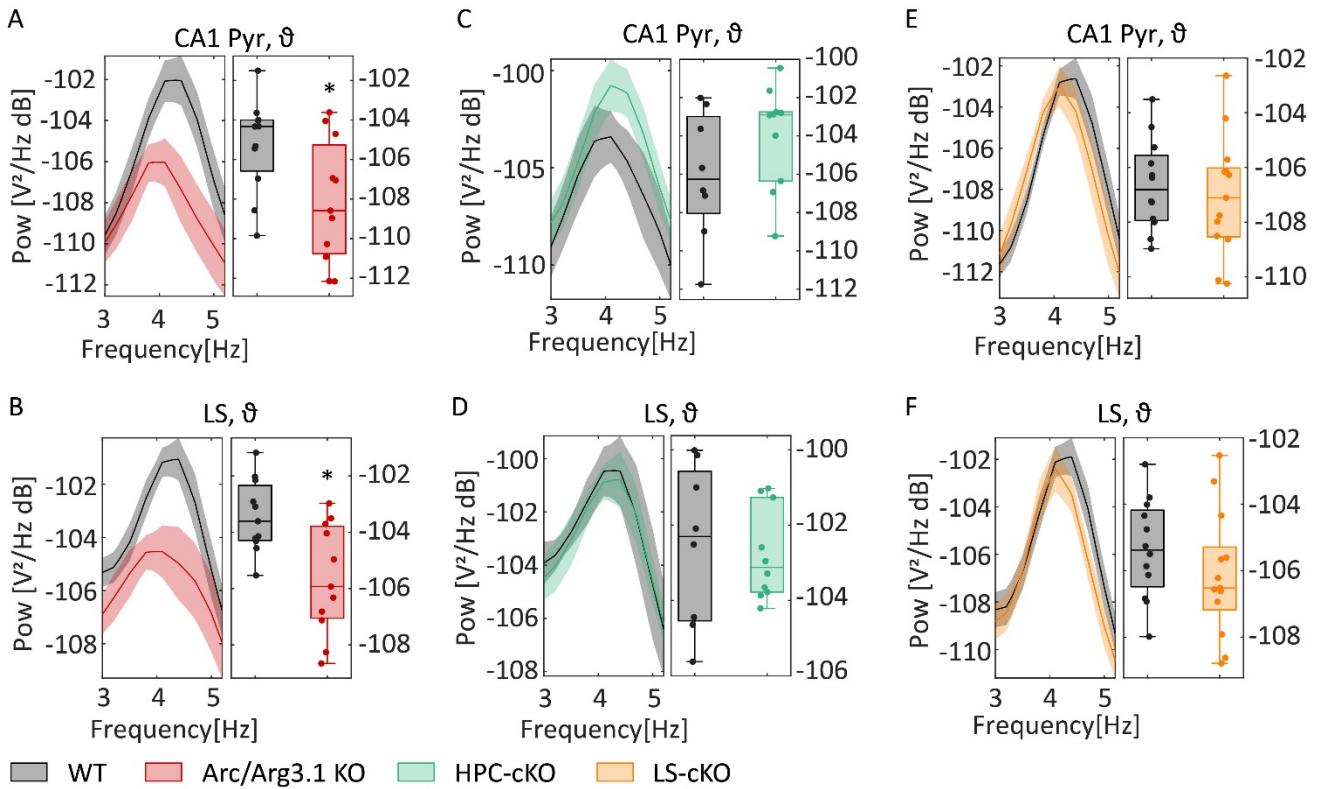 A
CA1 Pyr, ϑ
Pow [V²/Hz dB]
-102
-104
-106
-108
-110
-112
3 4 5
Frequency[Hz]
*
-102
-104
-106
-108
-110
-112
C
CA1 Pyr, ϑ
Pow [V²/Hz dB]
-100
-105
-110
3 4 5
Frequency[Hz]
-100
-102
-104
-106
-108
-110
-112
E
CA1 Pyr, ϑ
Pow [V²/Hz dB]
-102
-104
-106
-108
-110
-112
3 4 5
Frequency[Hz]
-102
-104
-106
-108
-110
B
LS, ϑ
Pow [V²/Hz dB]
-102
-104
-106
-108
3 4 5
Frequency[Hz]
*
-102
-104
-106
-108
D
LS, ϑ
Pow [V²/Hz dB]
-100
-102
-104
-106
-108
3 4 5
Frequency[Hz]
-100
-102
-104
-106
F
LS, ϑ
Pow [V²/Hz dB]
-102
-104
-106
-108
-110
3 4 5
Frequency[Hz]
-102
-104
-106
-108
WT Arc/Arg3.1 KO HPC-cKO LS-cKO